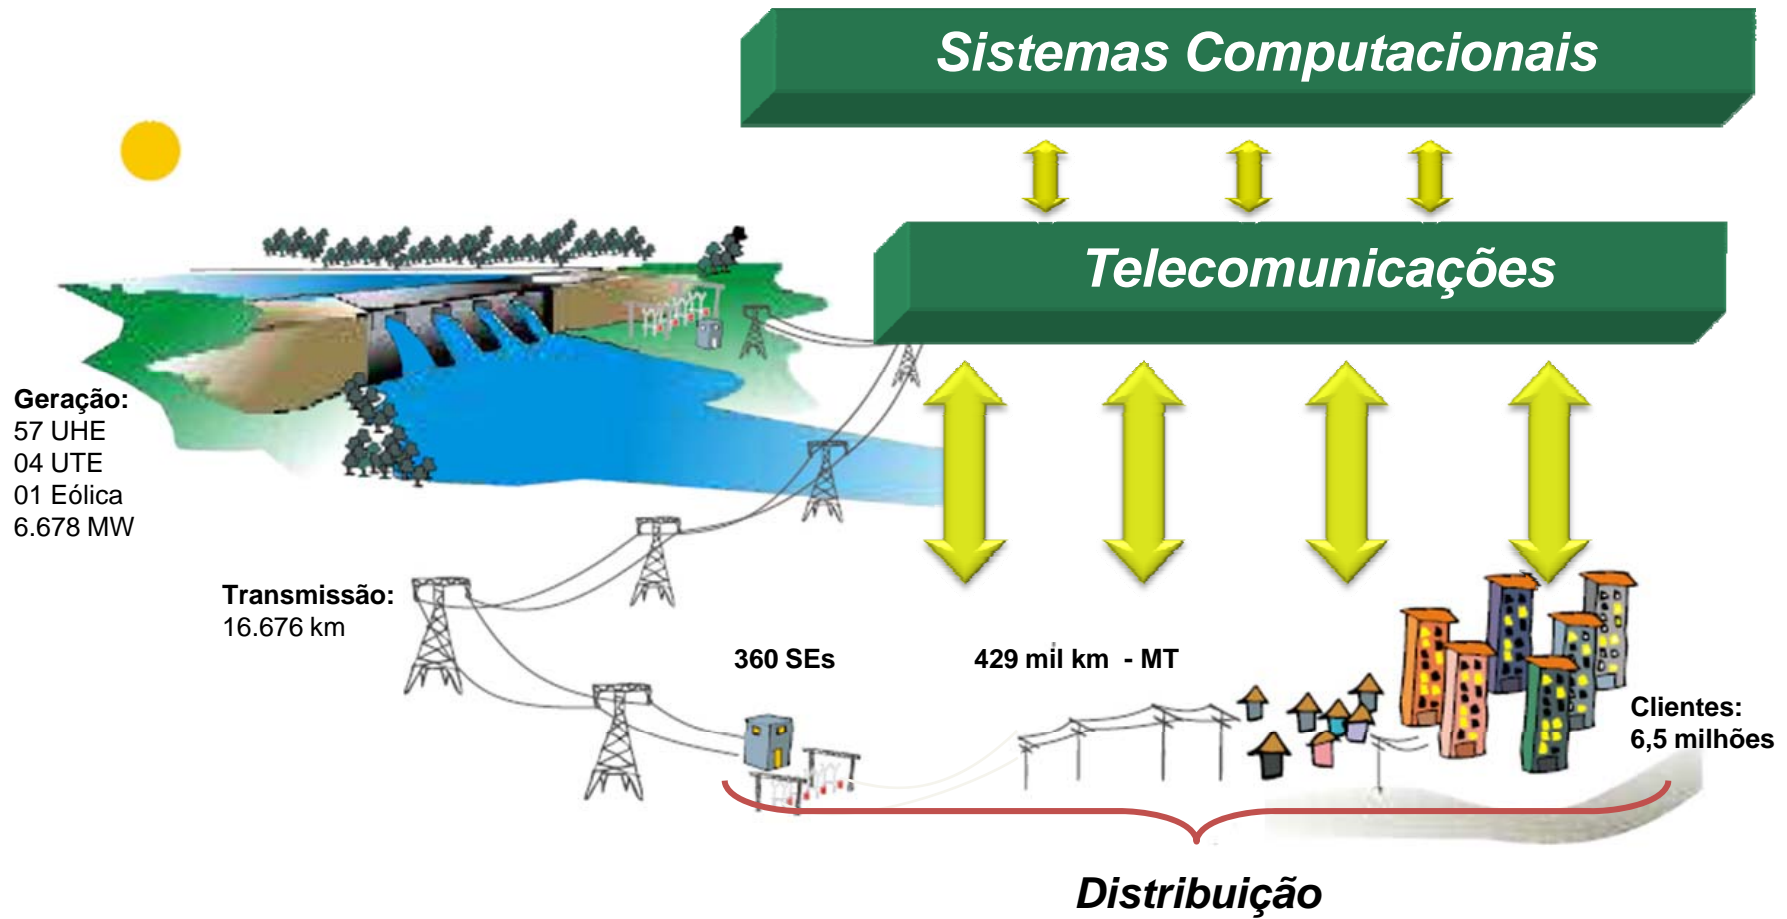 Sistemas Computacionais
Telecomunicações
Geração:
57 UHE
04 UTE
01 Eólica
6.678 MW
Transmissão:
16.676 km
360 SEs
429 mil km - MT
Clientes:
6,5 milhões
Distribuição